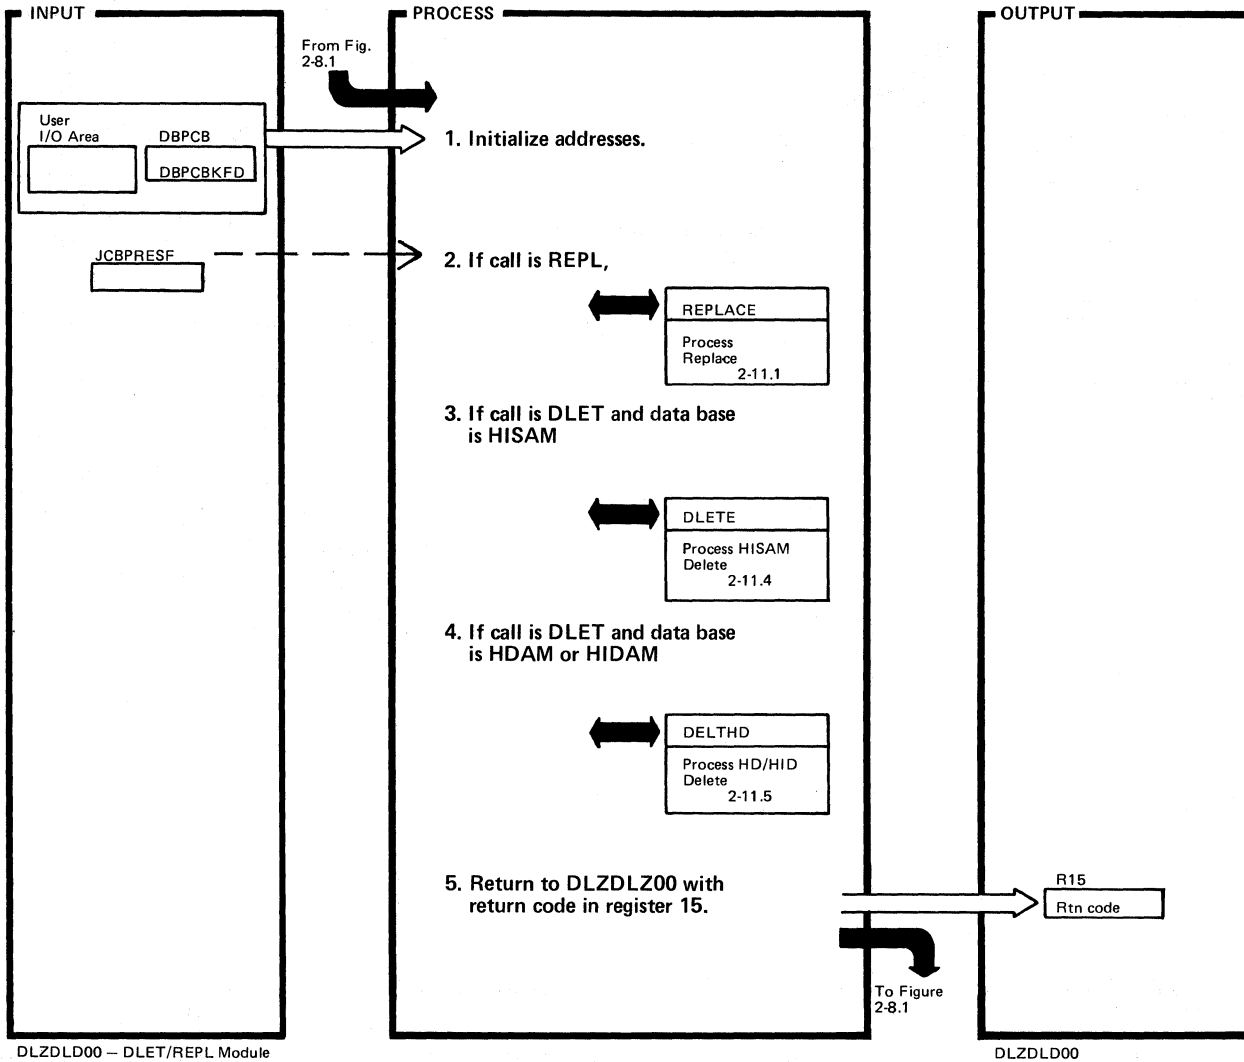 INPUT
PROCESS
OUTPUT
From Fig.
2-8.1
User
I/O Area
DBPCB
DBPCBKFD
1. Initialize addresses.
JCBPRESF
2. If call is REPL,
REPLACE
Process
Replace
2-11.1
3. If call is DLET and data base
is HISAM
DLETE
Process HISAM
Delete
2-11.4
4. If call is DLET and data base
is HDAM or HIDAM
DELTHD
Process HD/HID
Delete
2-11.5
5. Return to DLZDLZ00 with
return code in register 15.
R15
Rtn code
To Figure
2-8.1
DLZDLD00 — DLET/REPL Module
DLZDLD00